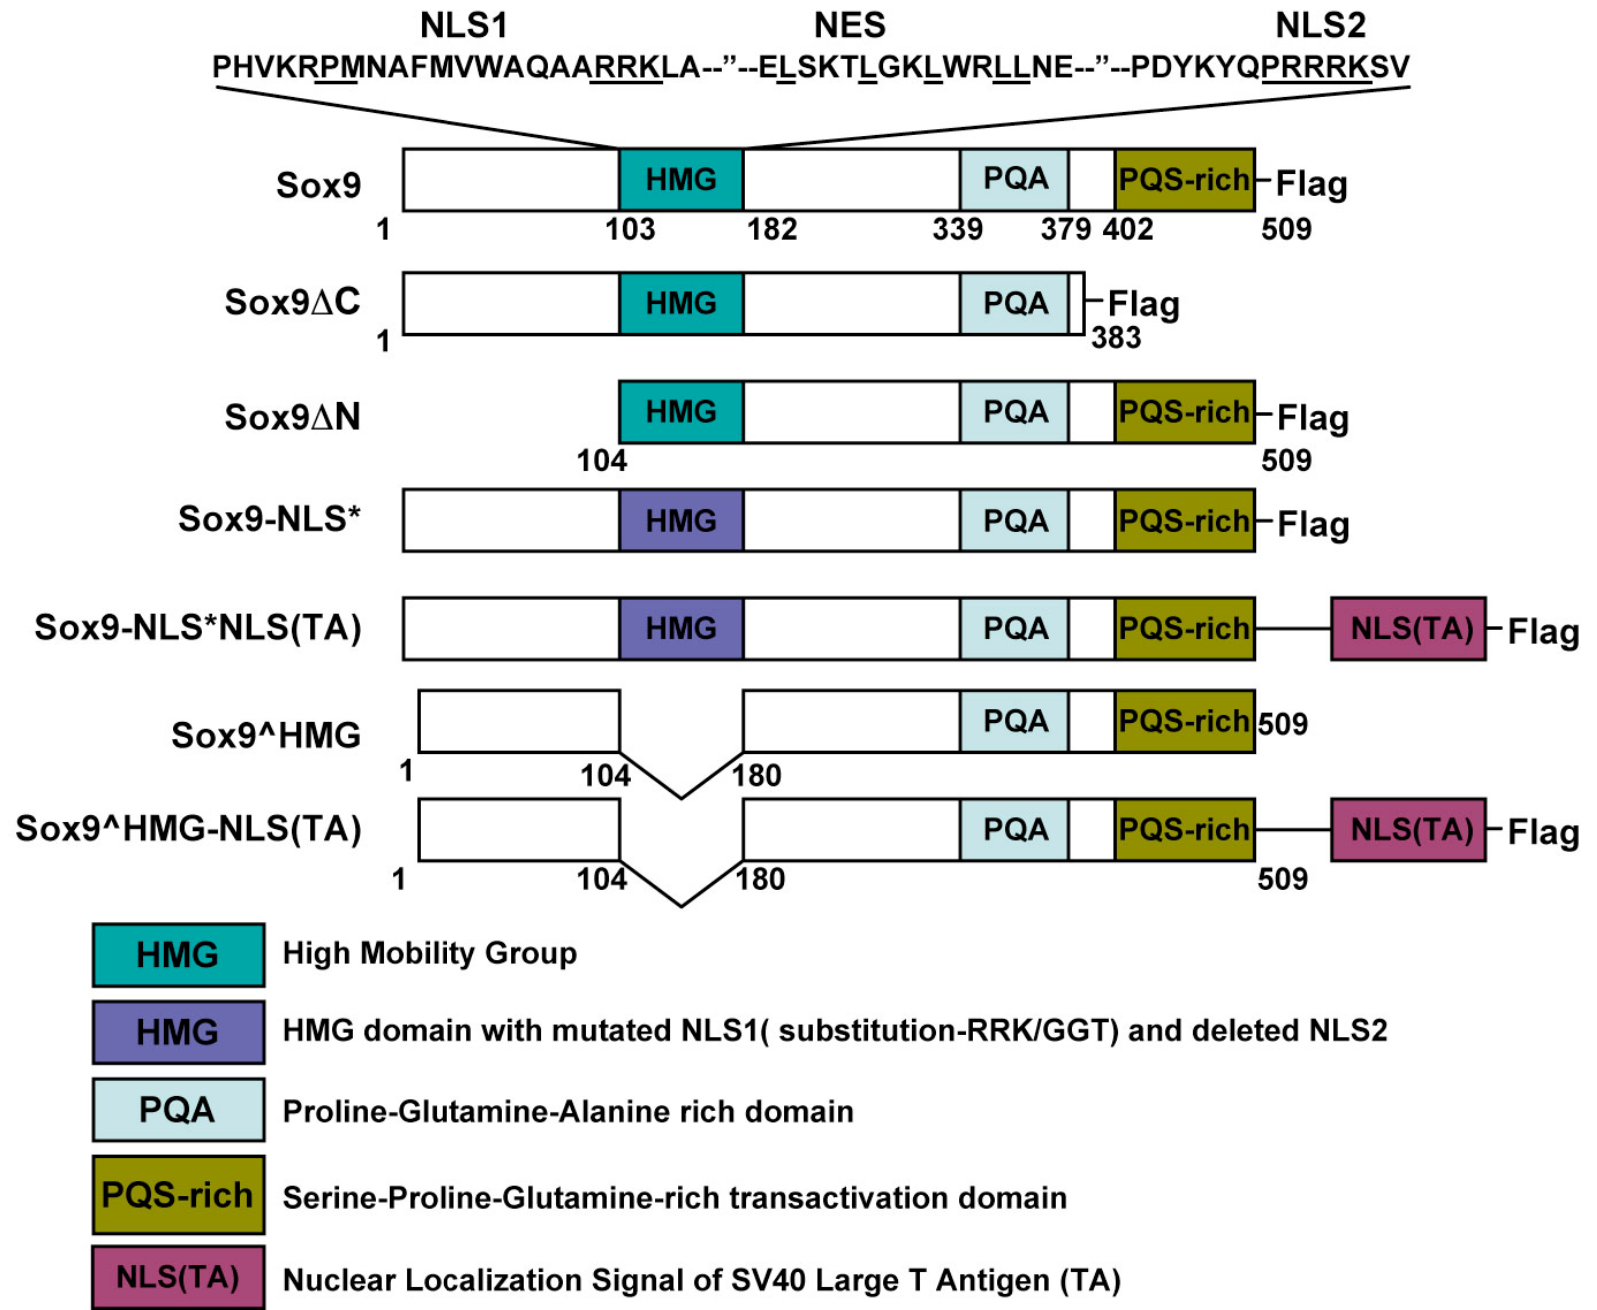 NLS1 NES NLS2
PHVKRPMNAFMVWAQAARRKLA--”--ELSKTLGKLWRLLNE--”--PDYKYQPRRRKSV
Sox9 HMG PQA PQS-rich Flag
1 103 182 339 379 402 509
Sox9ΔC HMG PQA Flag
1 383
Sox9ΔN HMG PQA PQS-rich Flag
104 509
Sox9-NLS* HMG PQA PQS-rich Flag
Sox9-NLS*NLS(TA) HMG PQA PQS-rich NLS(TA) Flag
Sox9^HMG PQA PQS-rich 509
1 104 180
Sox9^HMG-NLS(TA) PQA PQS-rich NLS(TA) Flag
1 104 180 509
HMG High Mobility Group
HMG HMG domain with mutated NLS1( substitution-RRK/GGT) and deleted NLS2
PQA Proline-Glutamine-Alanine rich domain
PQS-rich Serine-Proline-Glutamine-rich transactivation domain
NLS(TA) Nuclear Localization Signal of SV40 Large T Antigen (TA)